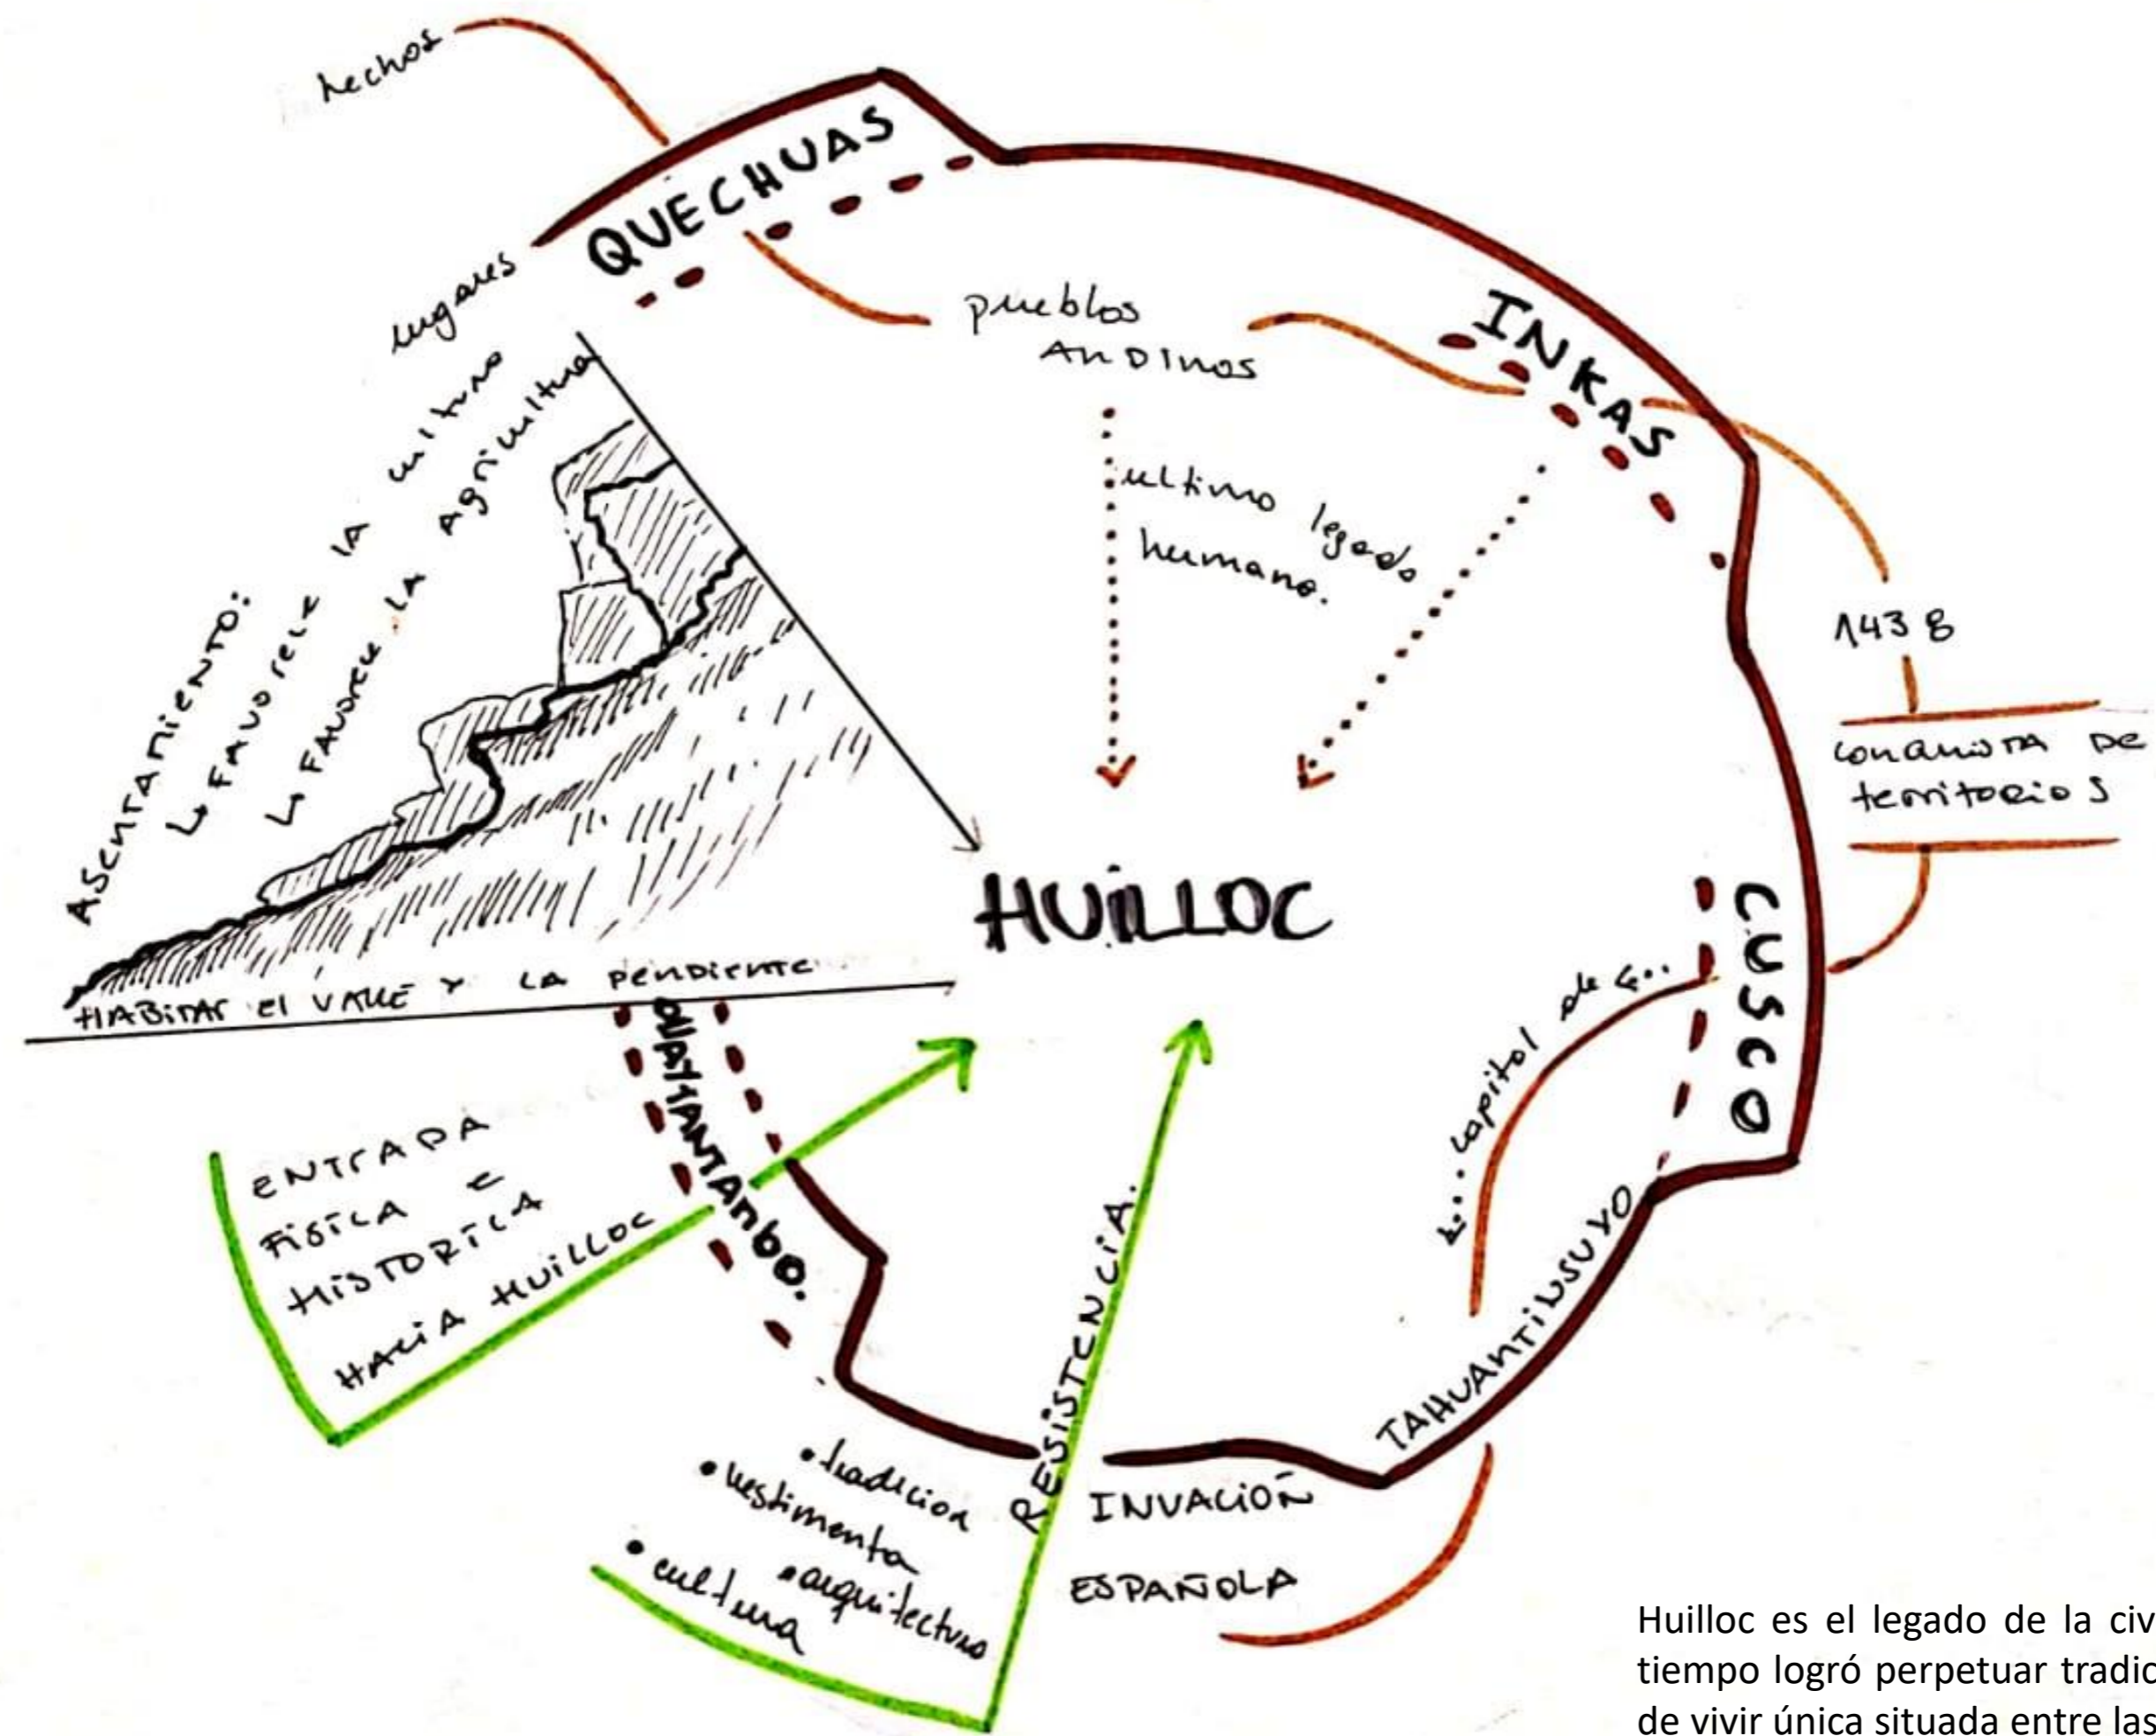 hechos
QUECHUAS
lugares
pueblos
ANDINOS
INKAS
ultimo legado
humano.
1438
CONQUISTA DE
territorios
ASENTAMIENTO:
↳ FAVORECE LA cultura
↳ FAVORECE LA Agricultura
HUILLOC
HABITAR el VALLE Y LA PENDIENTE
CUSCO
capital de
OLLAYTANTAMBO.
ENTRADA
FISICA E
HISTORICA
HACIA HUILLOC
TAHUANTINSUYO
RESISTENCIA.
• tradicion
• vestimenta
• arquitectura
• cultura
INVACIOÑ
ESPAÑOLA
Huilloc es el legado de la civ
tiempo logró perpetuar tradic
de vivir única situada entre las